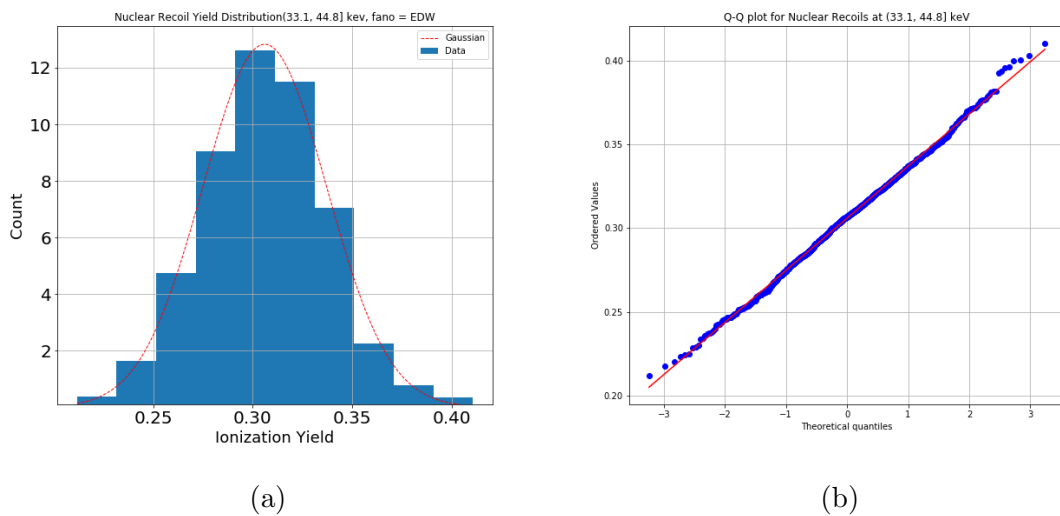 Nuclear Recoil Yield Distribution(33.1, 44.8] kev, fano = EDW
Gaussian
Data
12
10
8
6
4
2
Count
0.25
0.30
0.35
0.40
Ionization Yield
(a)
Q-Q plot for Nuclear Recoils at (33.1, 44.8] keV
0.40
0.35
0.30
0.25
0.20
Ordered Values
−3
−2
−1
0
1
2
3
Theoretical quantiles
(b)